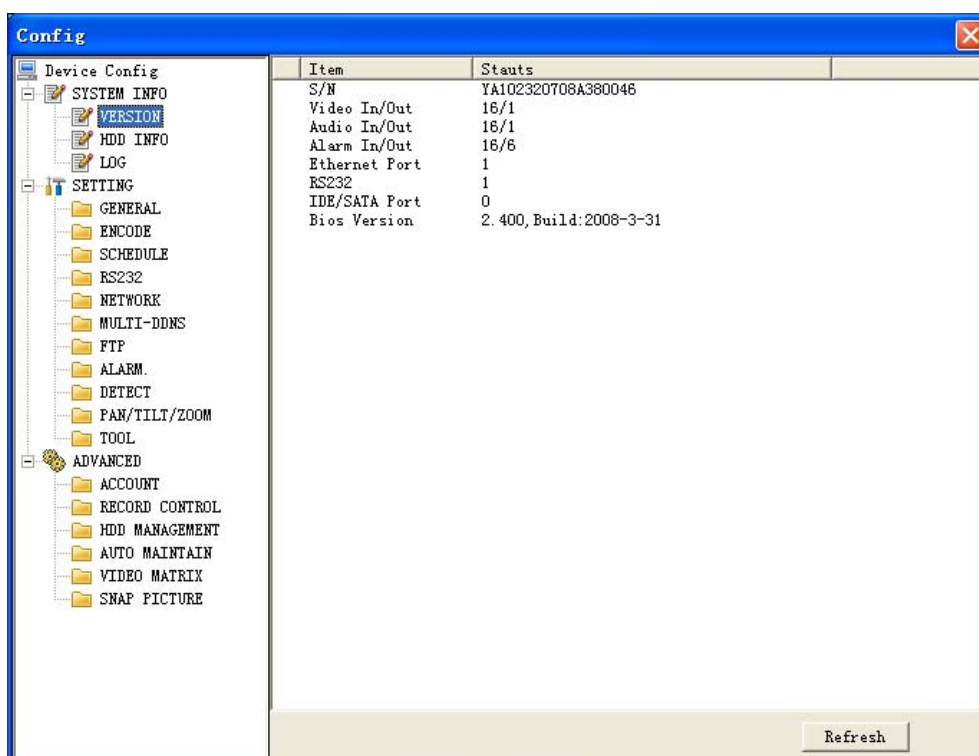 Config
Device Config
SYSTEM INFO
VERSION
HDD INFO
LOG
SETTING
GENERAL
ENCODE
SCHEDULE
RS232
NETWORK
MULTI-DDNS
FTP
ALARM.
DETECT
PAN/TILT/ZOOM
TOOL
ADVANCED
ACCOUNT
RECORD CONTROL
HDD MANAGEMENT
AUTO MAINTAIN
VIDEO MATRIX
SNAP PICTURE
Item Stauts
S/N YA102320708A380046
Video In/Out 16/1
Audio In/Out 16/1
Alarm In/Out 16/6
Ethernet Port 1
RS232 1
IDE/SATA Port 0
Bios Version 2.400,Build:2008-3-31
Refresh